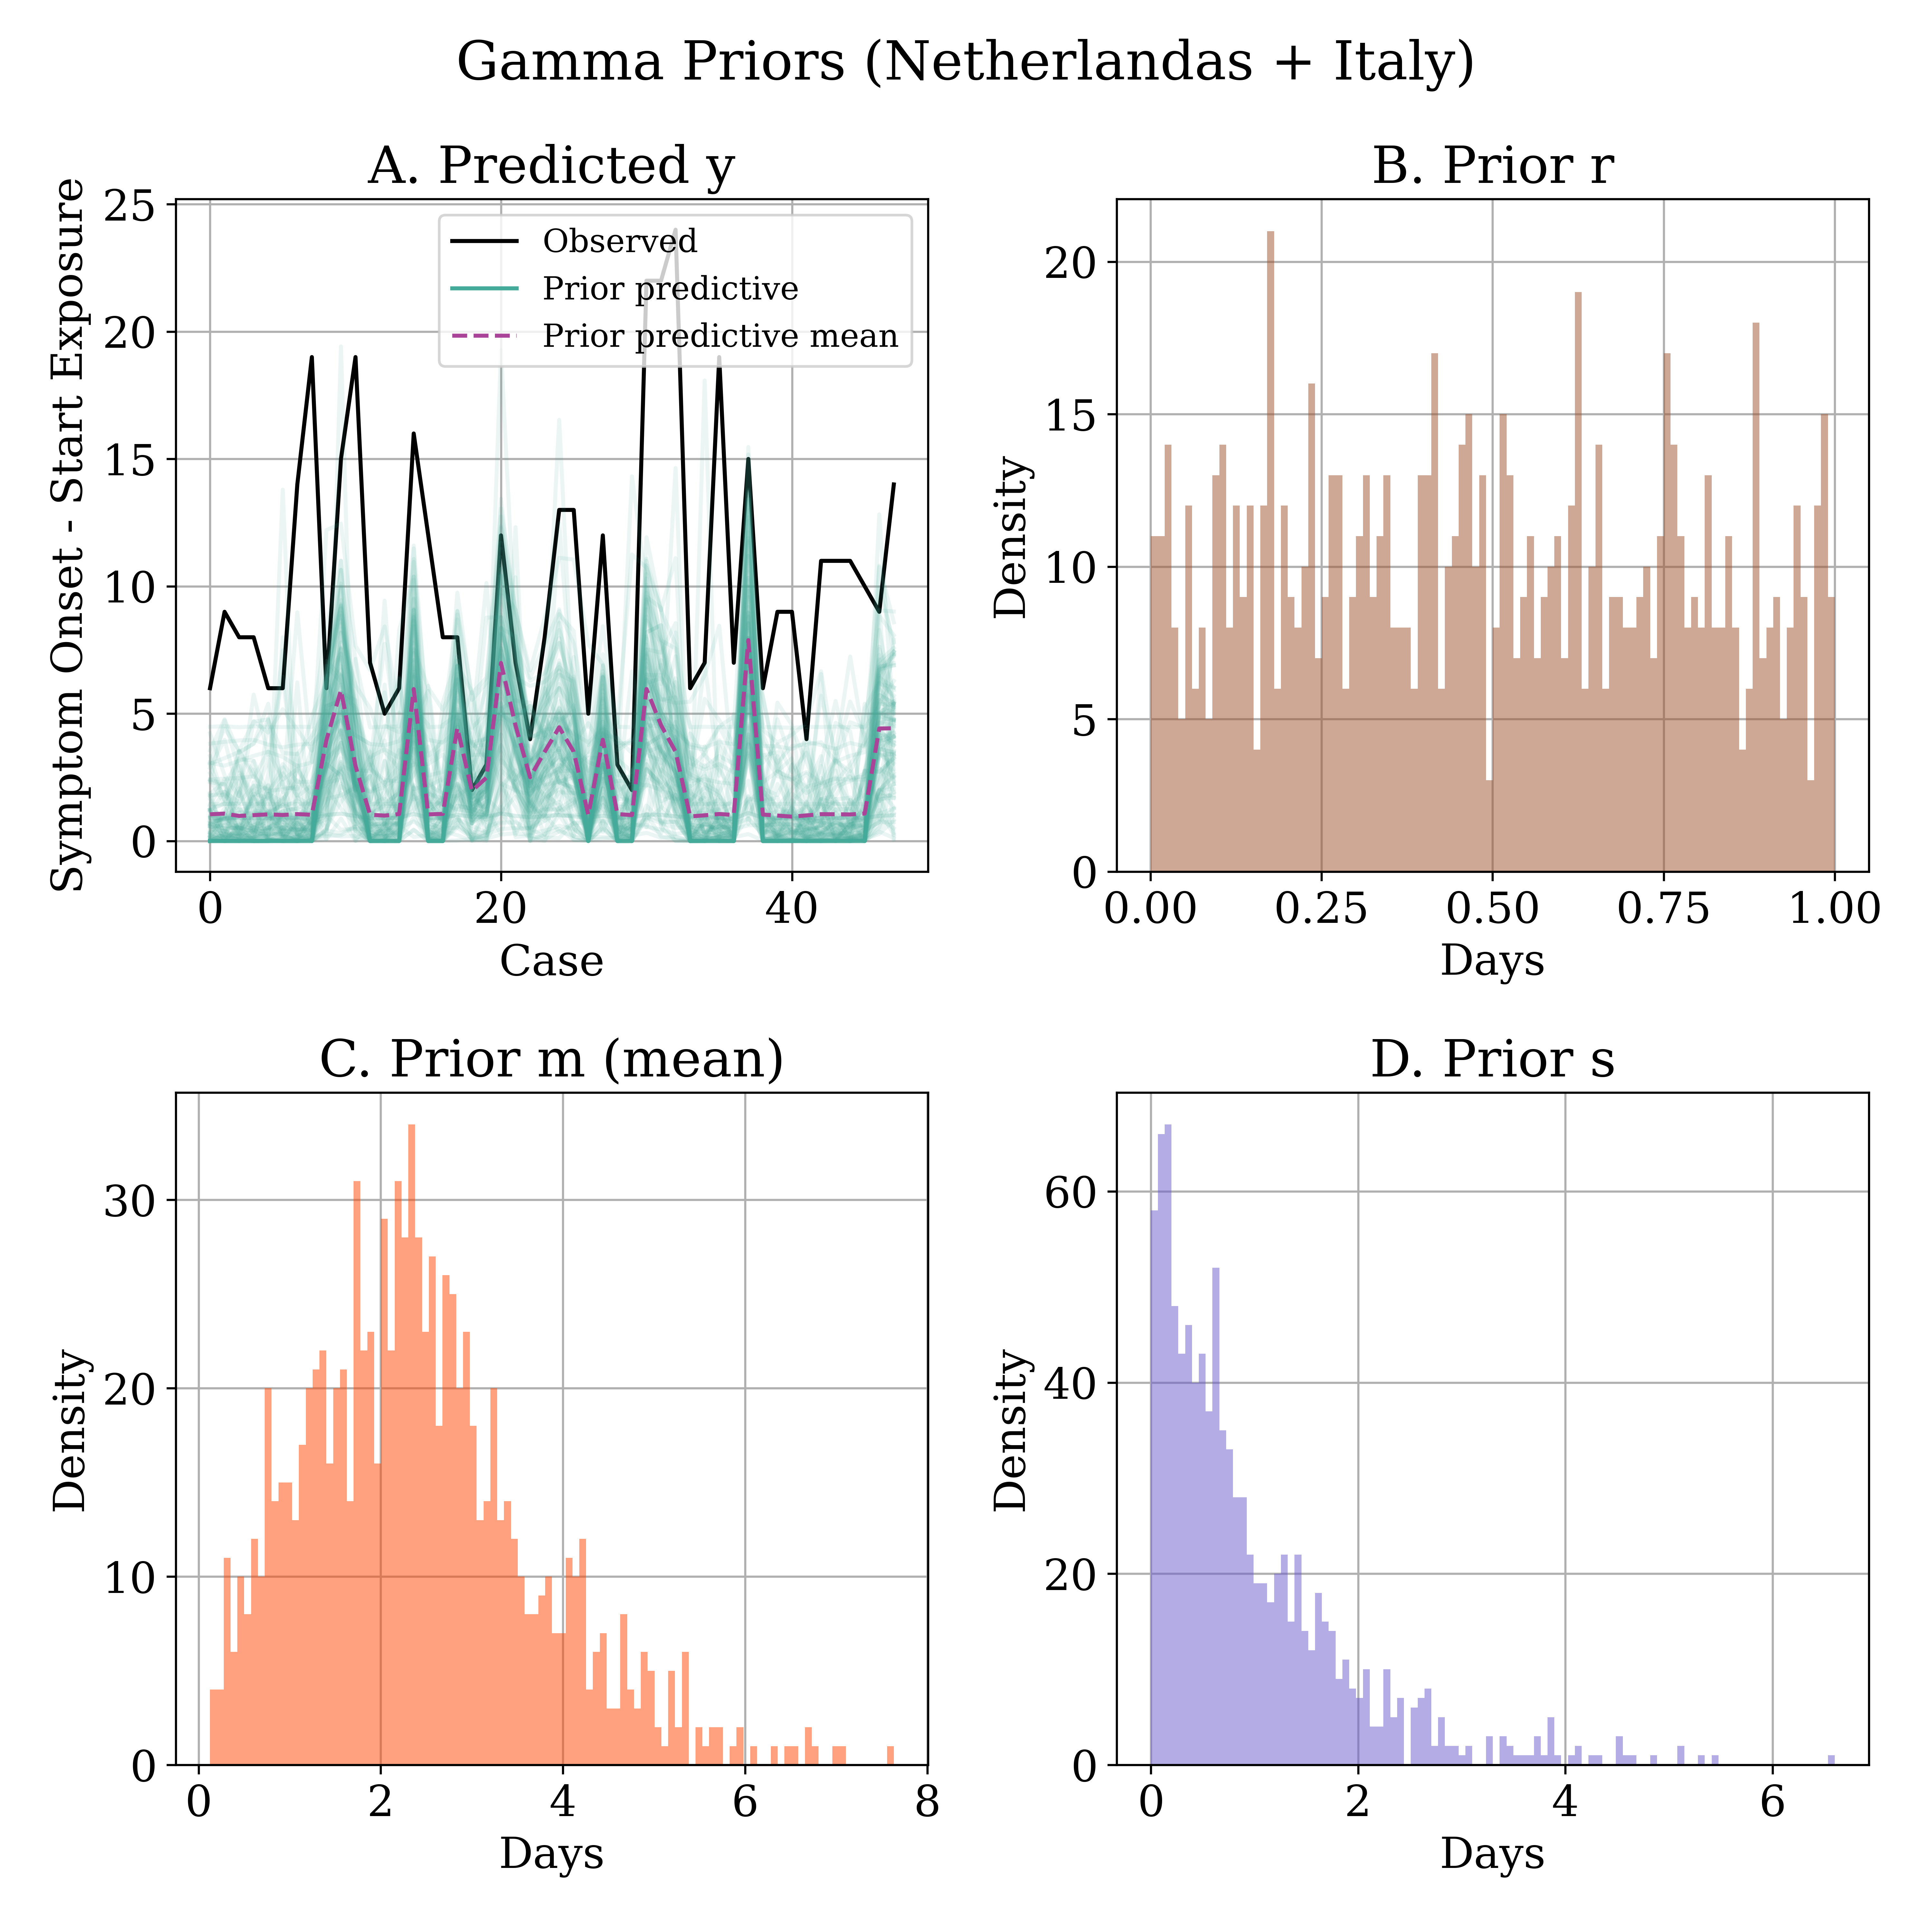 Gamma Priors (Netherlandas + Italy)
A. Predicted y
Symptom Onset - Start Exposure
25
20
15
10
5
0
Observed
Prior predictive
Prior predictive mean
0 20 40
Case
B. Prior r
Density
20
15
10
5
0
0.00 0.25 0.50 0.75 1.00
Days
C. Prior m (mean)
Density
30
20
10
0
0 2 4 6 8
Days
D. Prior s
Density
60
40
20
0
0 2 4 6
Days